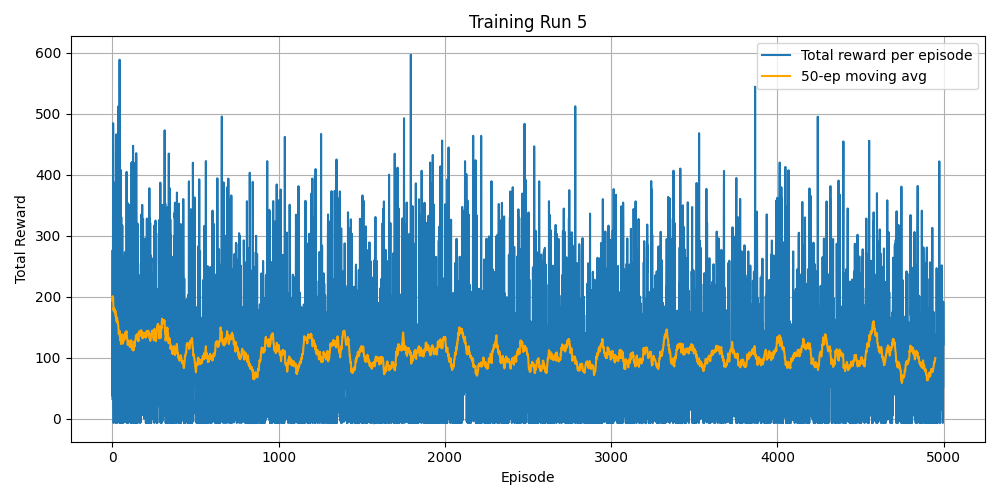 Training Run 5
Total reward per episode
50-ep moving avg
Total Reward
600
500
400
300
200
100
0
0 1000 2000 3000 4000 5000
Episode